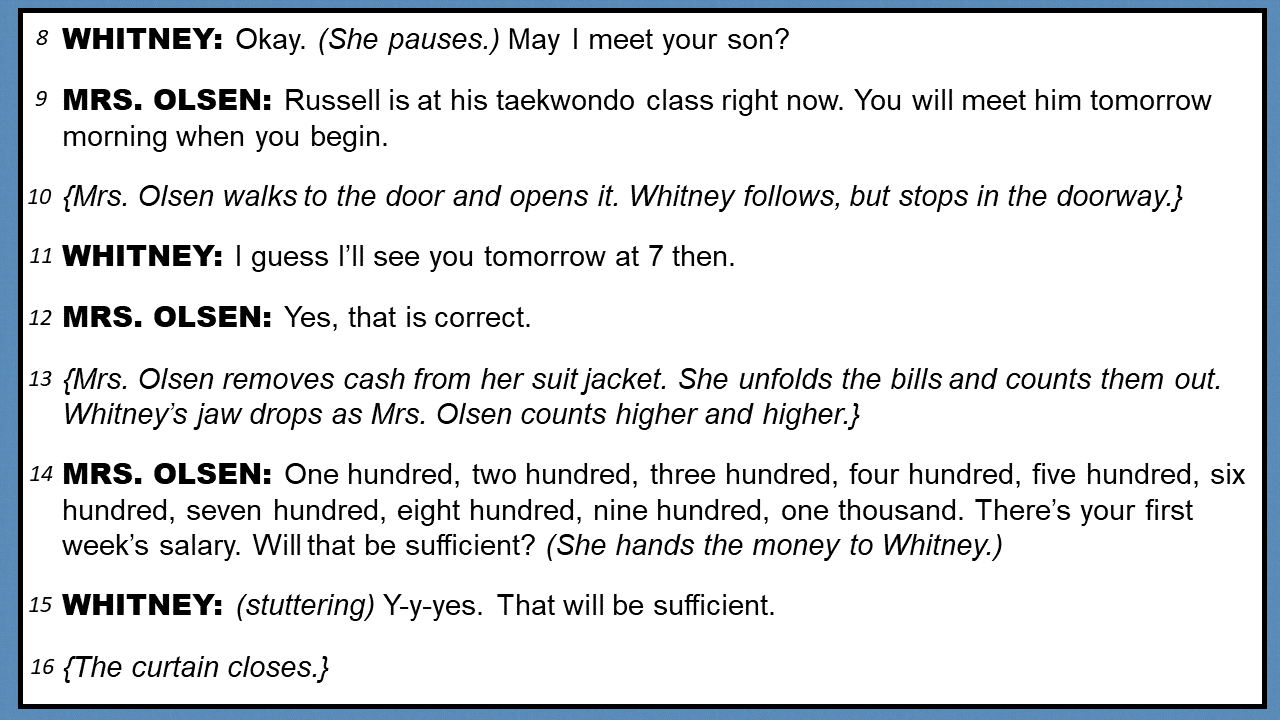 8 WHITNEY: Okay. (She pauses.) May I meet your son?
9 MRS. OLSEN: Russell is at his taekwondo class right now. You will meet him tomorrow
morning when you begin.
10 {Mrs. Olsen walks to the door and opens it. Whitney follows, but stops in the doorway.}
11 WHITNEY: I guess I’ll see you tomorrow at 7 then.
12 MRS. OLSEN: Yes, that is correct.
13 {Mrs. Olsen removes cash from her suit jacket. She unfolds the bills and counts them out.
Whitney’s jaw drops as Mrs. Olsen counts higher and higher.}
14 MRS. OLSEN: One hundred, two hundred, three hundred, four hundred, five hundred, six
hundred, seven hundred, eight hundred, nine hundred, one thousand. There’s your first
week’s salary. Will that be sufficient? (She hands the money to Whitney.)
15 WHITNEY: (stuttering) Y-y-yes. That will be sufficient.
16 {The curtain closes.}